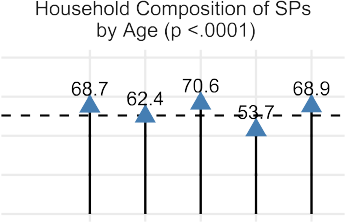 Household Composition of SPs
by Age (p <.0001)
68.7 62.4 70.6 53.7 68.9